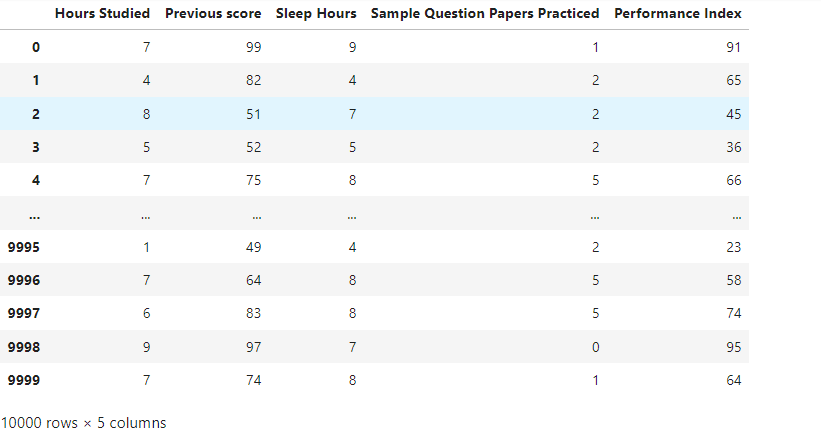 Hours Studied Previous score Sleep Hours Sample Question Papers Practiced Performance Index
0 7 99 9 1 91
1 4 82 4 2 65
2 8 51 7 2 45
3 5 52 5 2 36
4 7 75 8 5 66
... ... ... ... ... ...
9995 1 49 4 2 23
9996 7 64 8 5 58
9997 6 83 8 5 74
9998 9 97 7 0 95
9999 7 74 8 1 64
10000 rows × 5 columns